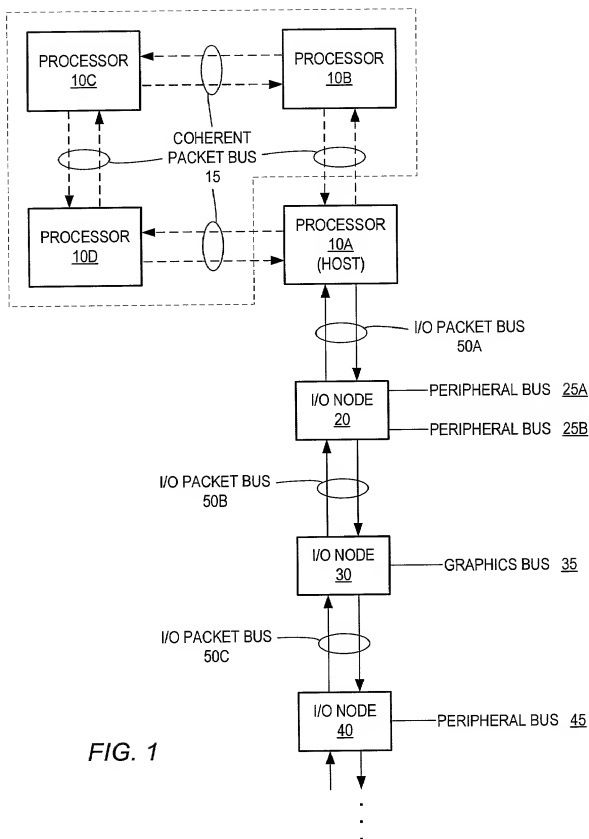 PROCESSOR
10C
PROCESSOR
10B
COHERENT
PACKET BUS
15
PROCESSOR
10D
PROCESSOR
10A
(HOST)
I/O PACKET BUS
50A
I/O NODE
20
PERIPHERAL BUS 25A
PERIPHERAL BUS 25B
I/O PACKET BUS
50B
I/O NODE
30
GRAPHICS BUS 35
I/O PACKET BUS
50C
I/O NODE
40
PERIPHERAL BUS 45
FIG. 1